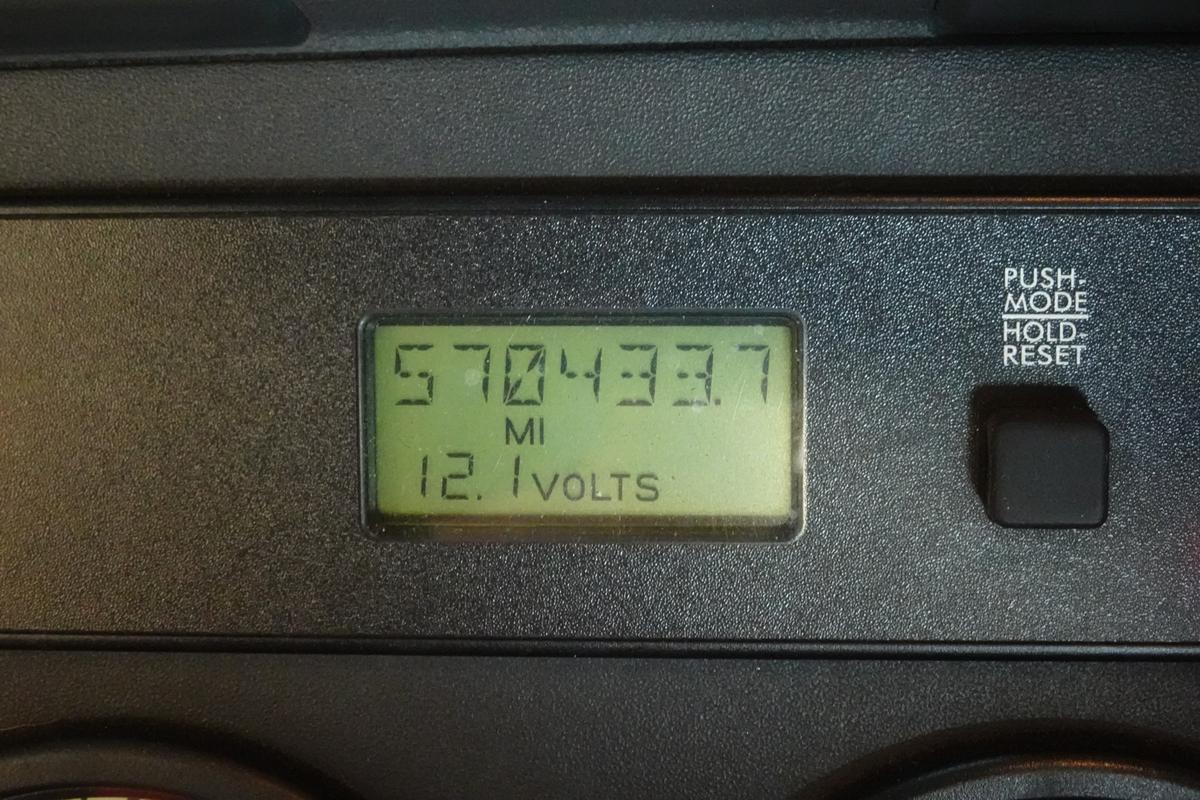 570433.7
MI
12.1 VOLTS
PUSH-
MODE
HOLD-
RESET